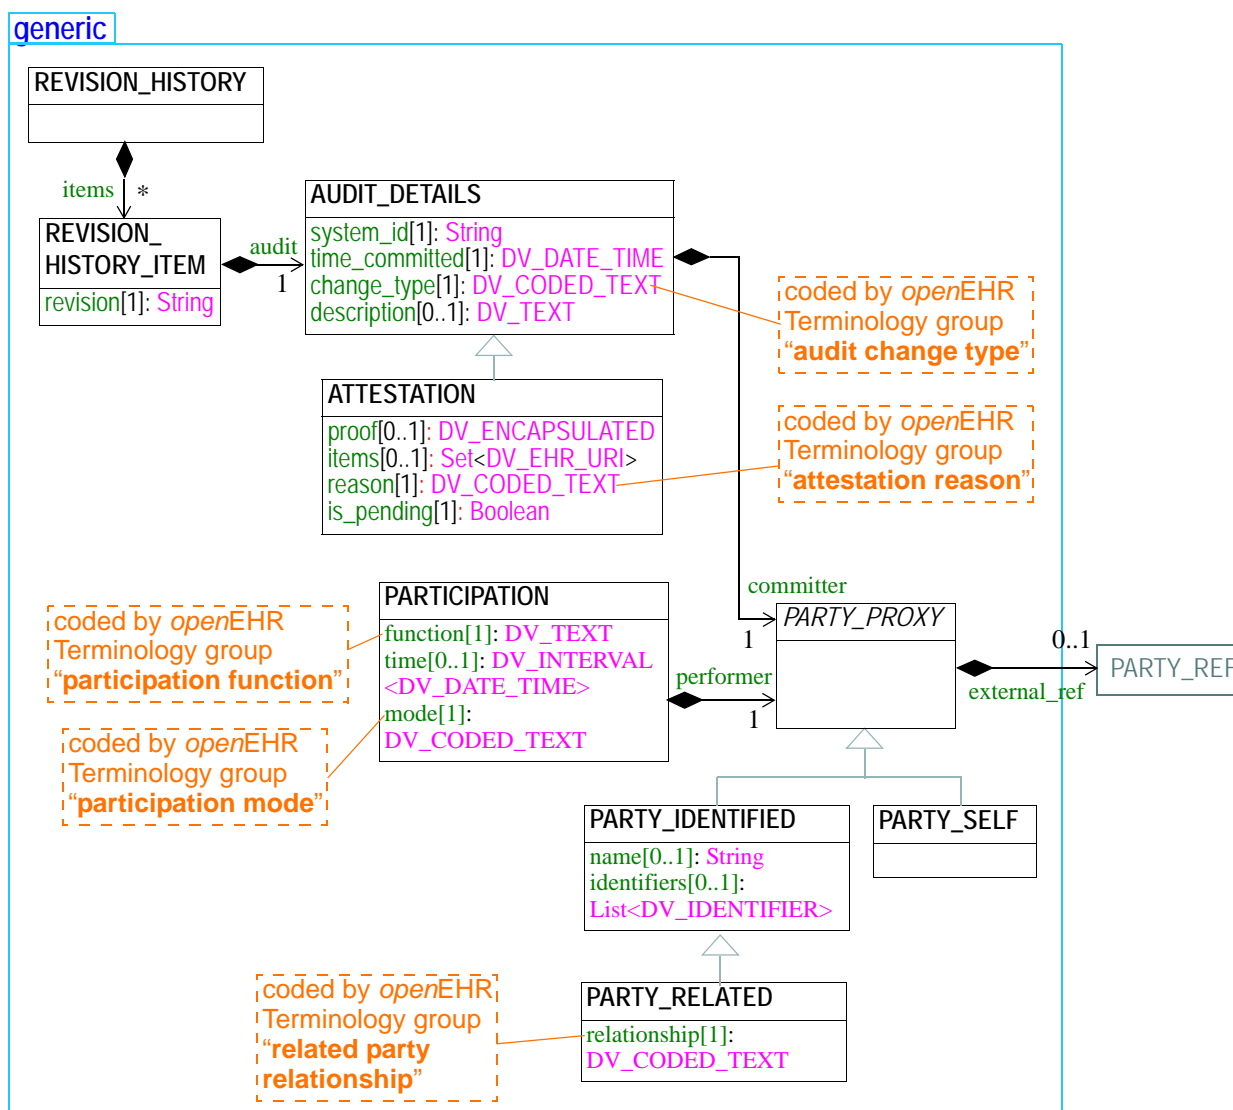 generic
REVISION_HISTORY
items
*
REVISION_
HISTORY_ITEM
revision[1]: String
audit
1
AUDIT_DETAILS
system_id[1]: String
time_committed[1]: DV_DATE_TIME
change_type[1]: DV_CODED_TEXT
description[0..1]: DV_TEXT
coded by openEHR
Terminology group
“audit change type”
ATTESTATION
proof[0..1]: DV_ENCAPSULATED
items[0..1]: Set<DV_EHR_URI>
reason[1]: DV_CODED_TEXT
is_pending[1]: Boolean
coded by openEHR
Terminology group
“attestation reason”
committer
1
PARTICIPATION
function[1]: DV_TEXT
time[0..1]: DV_INTERVAL
<DV_DATE_TIME>
mode[1]:
DV_CODED_TEXT
coded by openEHR
Terminology group
“participation function”
coded by openEHR
Terminology group
“participation mode”
performer
1
PARTY_PROXY
0..1
external_ref
PARTY_REF
PARTY_IDENTIFIED
name[0..1]: String
identifiers[0..1]:
List<DV_IDENTIFIER>
PARTY_SELF
PARTY_RELATED
relationship[1]:
DV_CODED_TEXT
coded by openEHR
Terminology group
“related party
relationship”